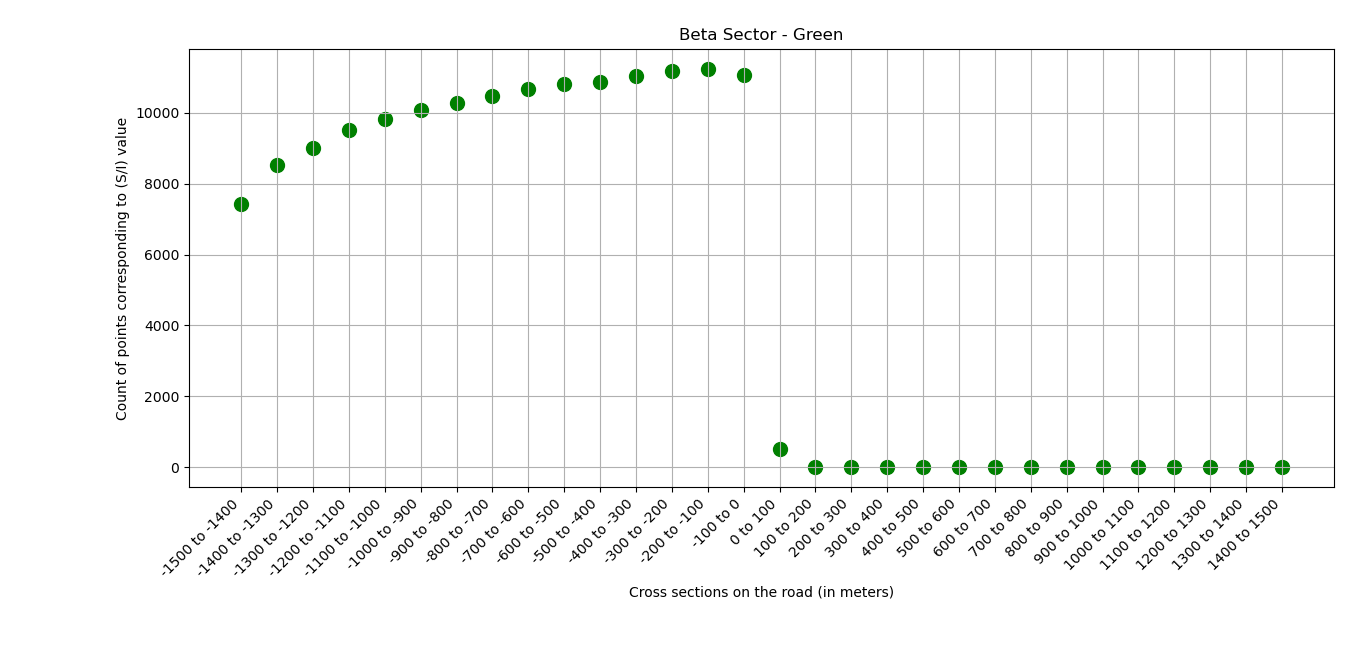 Beta Sector - Green
Count of points corresponding to (S/I) value
10000
8000
6000
4000
2000
0
-1500 to -1400
-1400 to -1300
-1300 to -1200
-1200 to -1100
-1100 to -1000
-1000 to -900
-900 to -800
-800 to -700
-700 to -600
-600 to -500
-500 to -400
-400 to -300
-300 to -200
-200 to -100
-100 to 0
0 to 100
100 to 200
200 to 300
300 to 400
400 to 500
500 to 600
600 to 700
700 to 800
800 to 900
900 to 1000
1000 to 1100
1100 to 1200
1200 to 1300
1300 to 1400
1400 to 1500
Cross sections on the road (in meters)